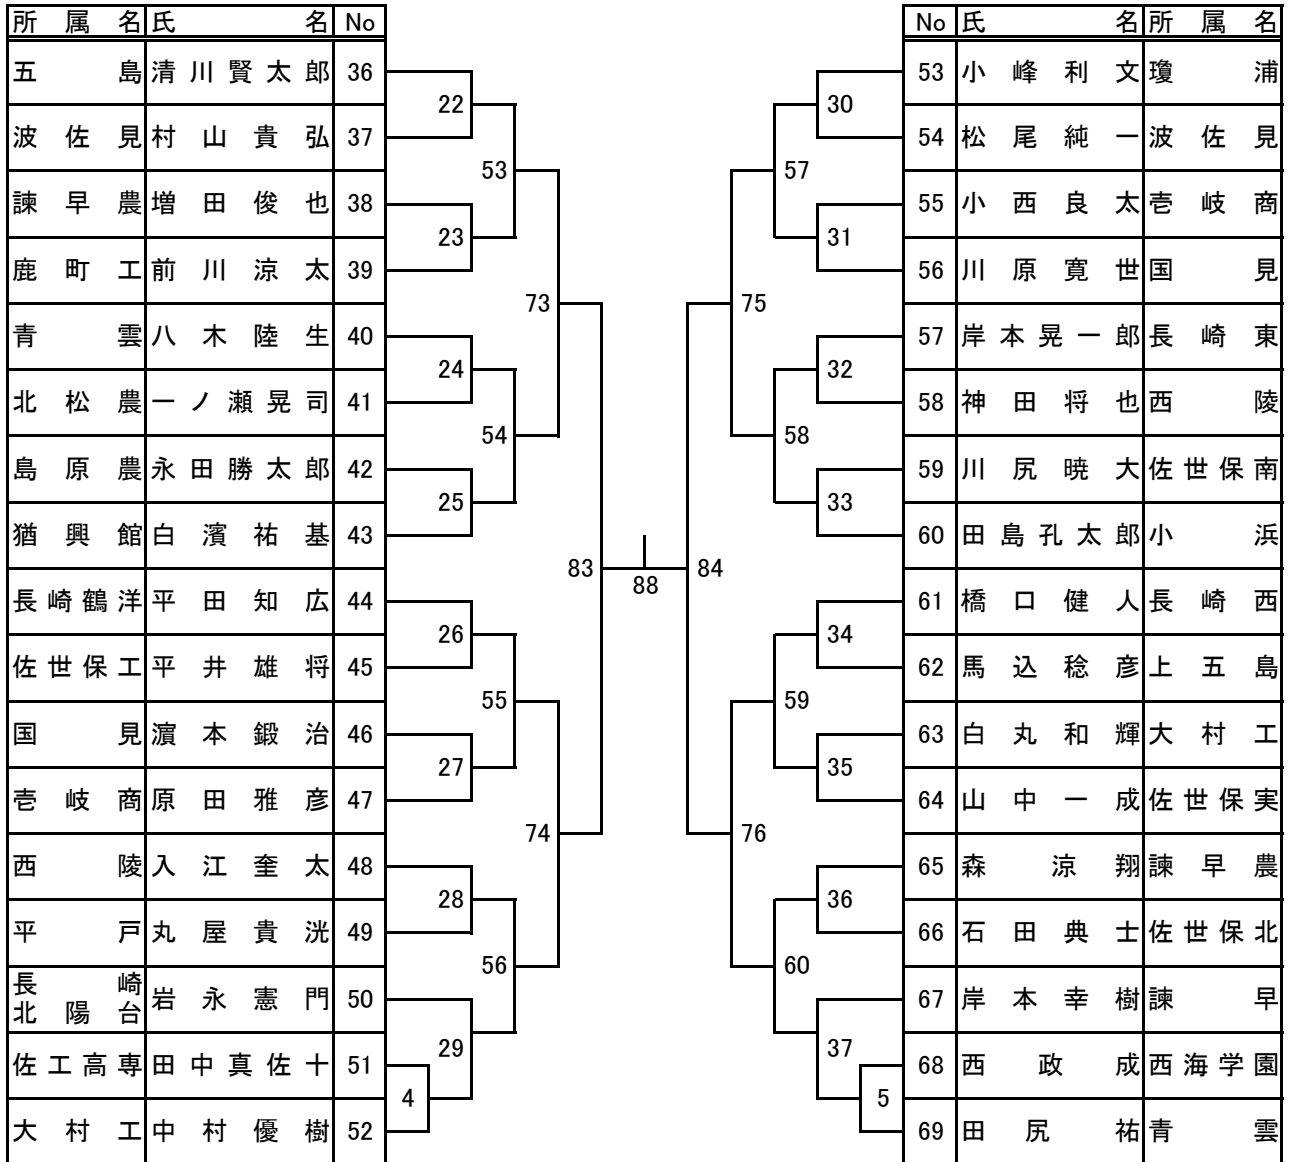 所属名 氏名 No
五島 清川賢太郎 36
波佐見 村山貴弘 37
諫早農 増田俊也 38
鹿町工 前川涼太 39
青雲 八木陸生 40
北松農 一ノ瀬晃司 41
島原農 永田勝太郎 42
猶興館 白濱祐基 43
長崎鶴洋 平田知広 44
佐世保工 平井雄将 45
国見 濵本鍛治 46
壱岐商 原田雅彦 47
西陵 入江奎太 48
平戸 丸屋貴洸 49
長崎北陽台 岩永憲門 50
佐工高専 田中真佐十 51
大村工 中村優樹 52
22
23
24
25
26
27
28
29
4
53
54
55
56
73
74
83
88
84
75
76
57
58
59
60
30
31
32
33
34
35
36
37
5
No 氏名 所属名
53 小峰利文 瓊浦
54 松尾純一 波佐見
55 小西良太 壱岐商
56 川原寛世 国見
57 岸本晃一郎 長崎東
58 神田将也 西陵
59 川尻暁大 佐世保南
60 田島孔太郎 小浜
61 橋口健人 長崎西
62 馬込稔彦 上五島
63 白丸和輝 大村工
64 山中一成 佐世保実
65 森涼翔 諫早農
66 石田典士 佐世保北
67 岸本幸樹 諫早
68 西政成 西海学園
69 田尻祐 青雲